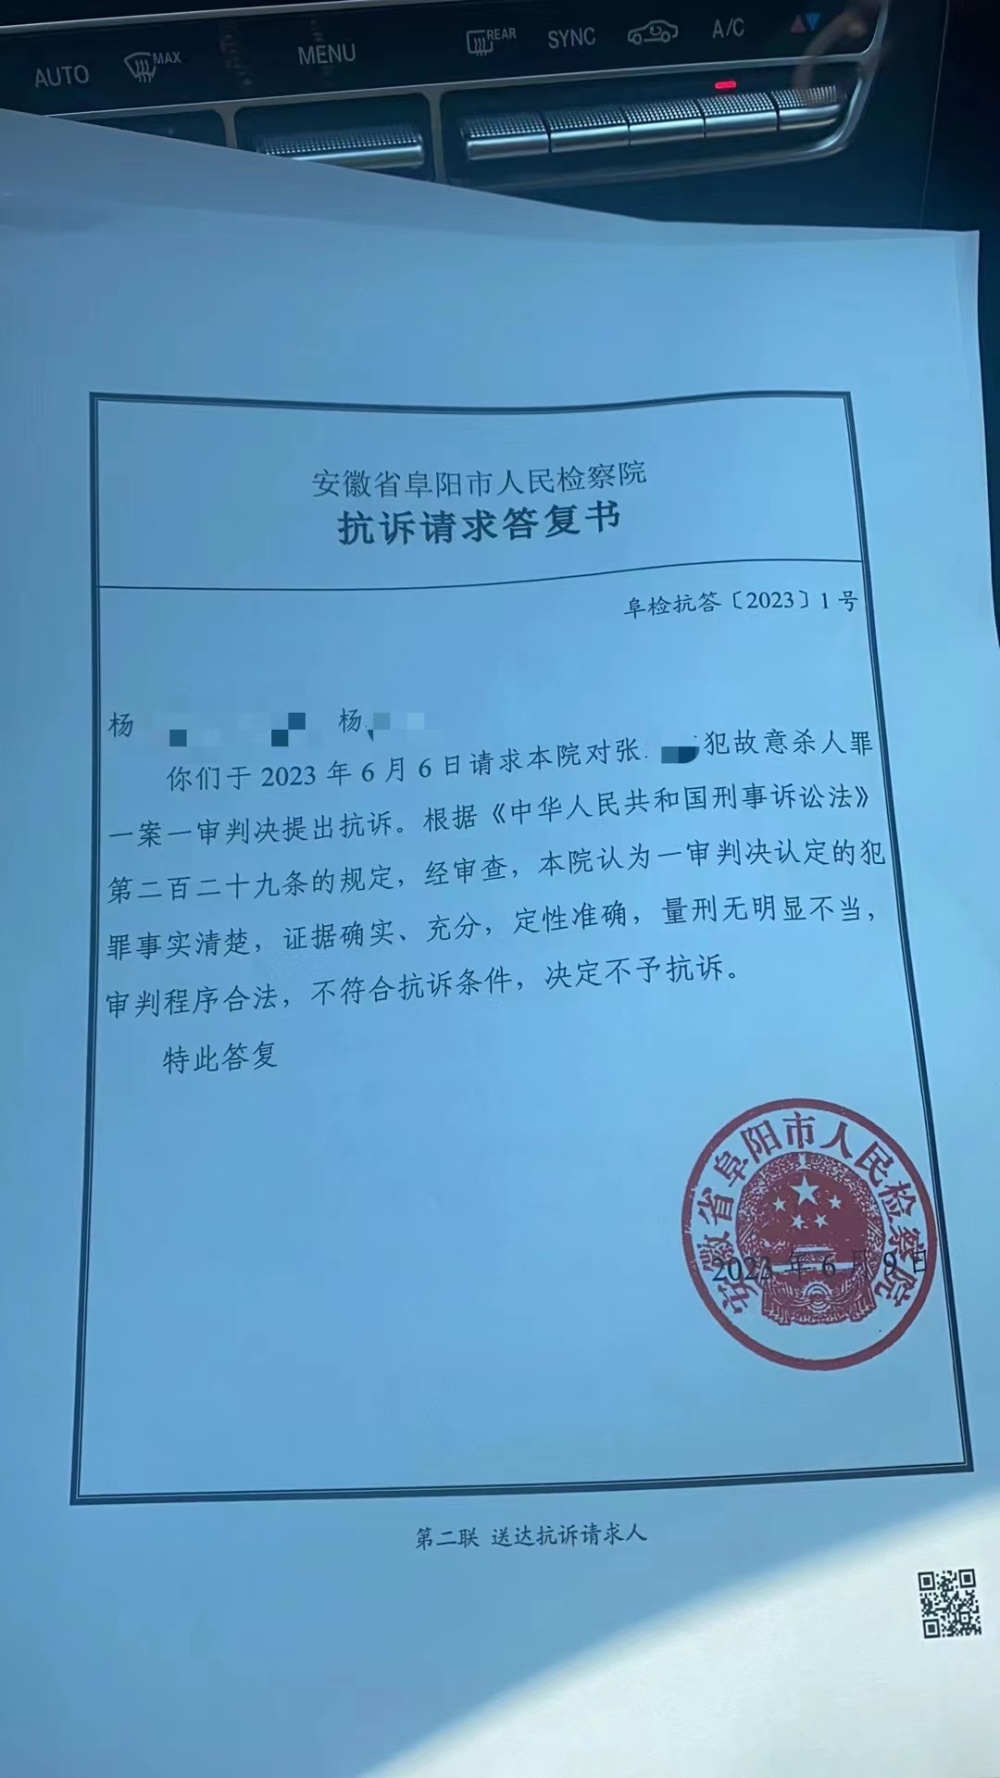 AUTO
MAX
MENU
REAR
SYNC
A/C
安徽省阜阳市人民检察院
抗诉请求答复书
阜检抗答〔2023〕1号
杨 杨
你们于2023年6月6日请求本院对张 犯故意杀人罪
一案一审判决提出抗诉。根据《中华人民共和国刑事诉讼法》
第二百二十九条的规定，经审查，本院认为一审判决认定的犯
罪事实清楚，证据确实、充分，定性准确，量刑无明显不当，
审判程序合法，不符合抗诉条件，决定不予抗诉。
特此答复
安徽省阜阳市人民检察院
2023年6月9日
第二联 送达抗诉请求人